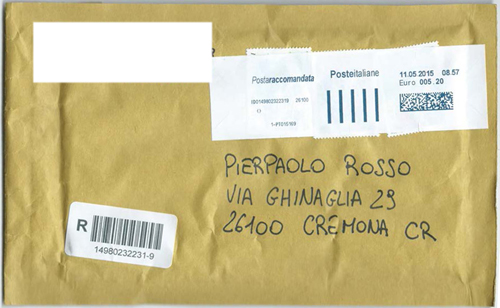 Postaraccomandata
Posteitaliane
11.05.2015 08.57
Euro 005.20
26100
PIERPAOLO ROSSO
VIA GHINAGLIA 29
26100 CREMONA CR
R
14980232231-9